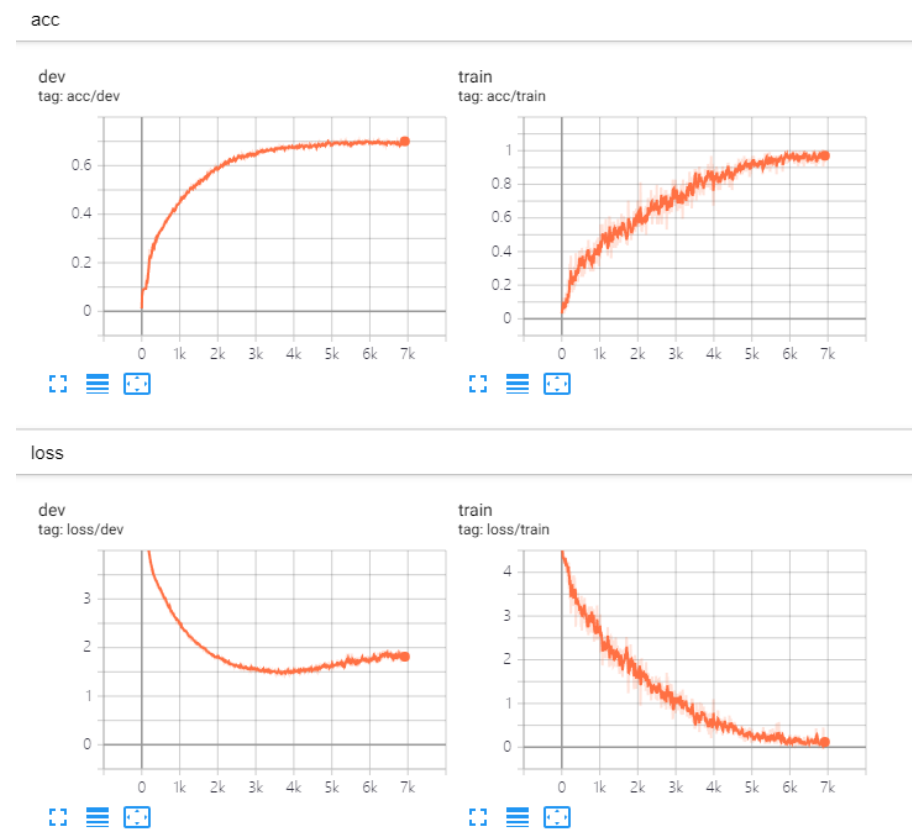 acc
dev
tag: acc/dev
0.6
0.4
0.2
0
0 1k 2k 3k 4k 5k 6k 7k
train
tag: acc/train
1
0.8
0.6
0.4
0.2
0
0 1k 2k 3k 4k 5k 6k 7k
loss
dev
tag: loss/dev
3
2
1
0
0 1k 2k 3k 4k 5k 6k 7k
train
tag: loss/train
4
3
2
1
0
0 1k 2k 3k 4k 5k 6k 7k